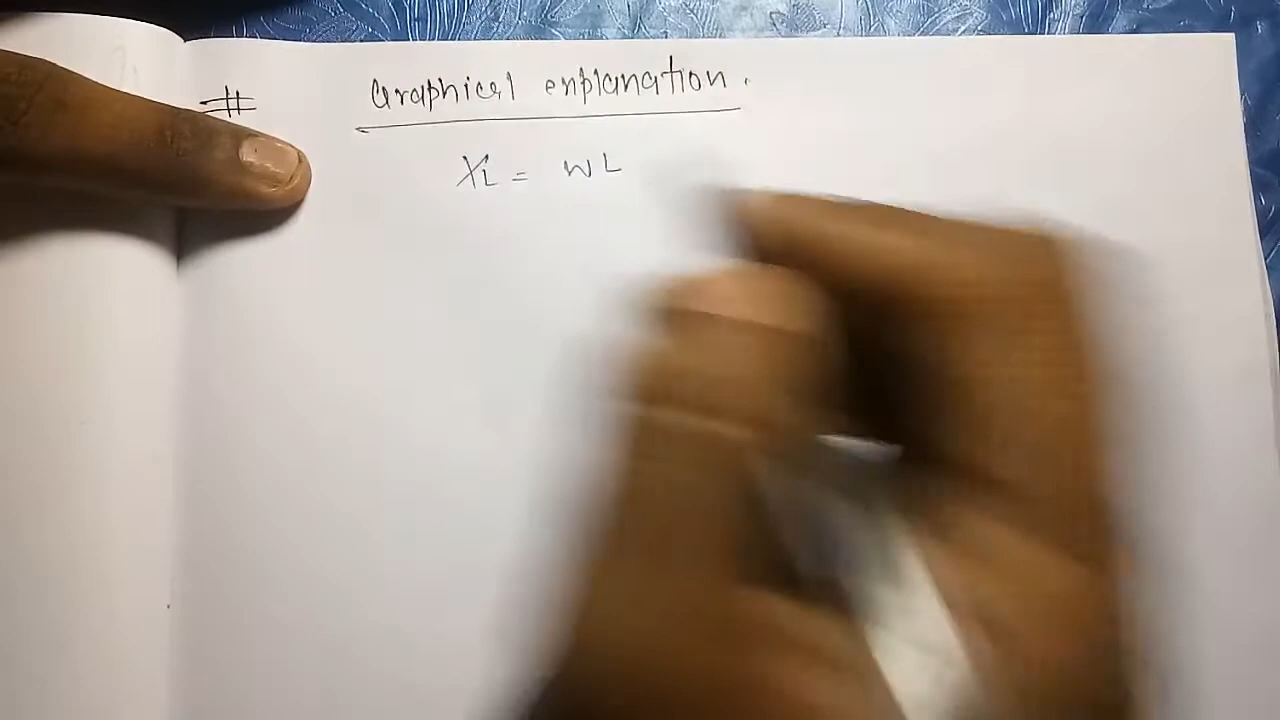 # Graphical explanation.
XL = WL